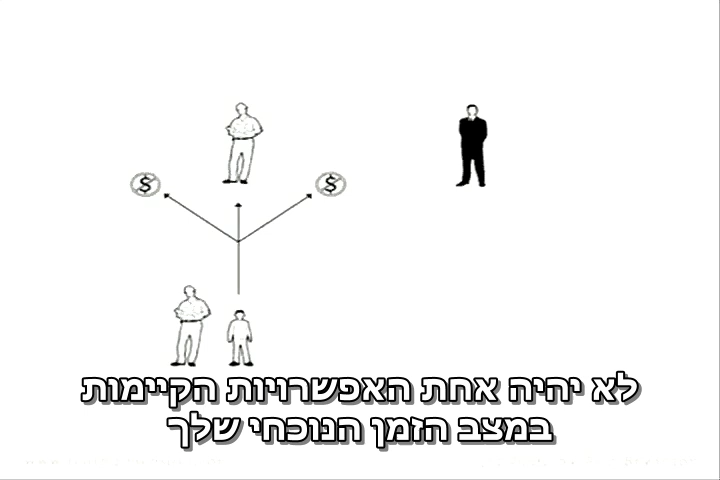 $ $
לא יהיה אחת האפשרויות הקיימות
במצב הזמן הנוכחי שלך